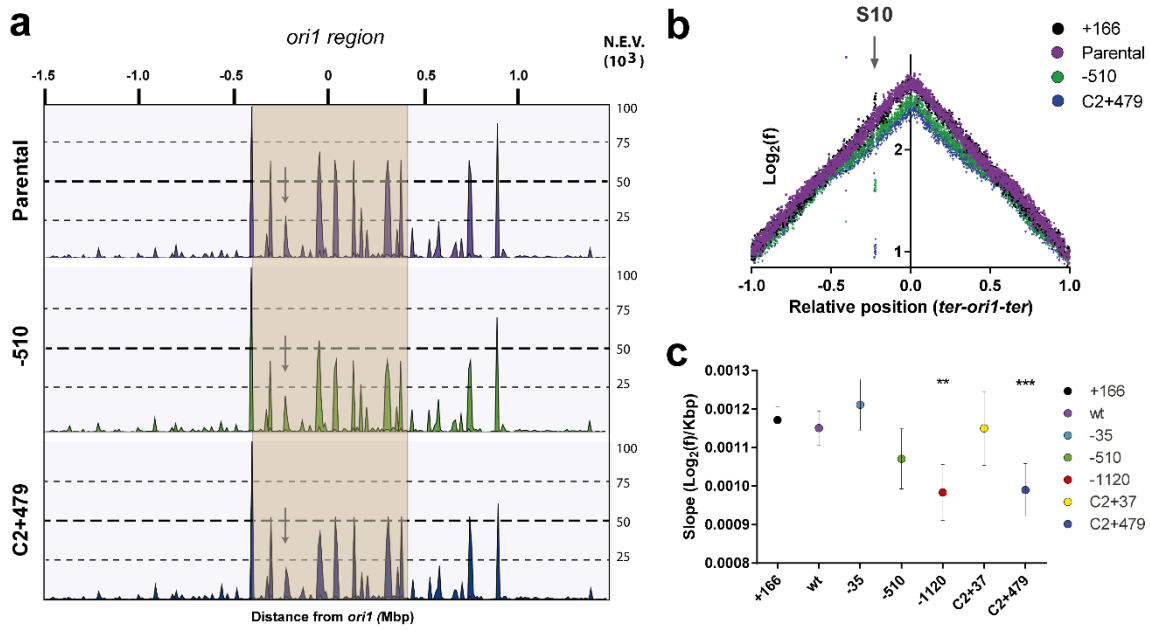 a
ori1 region
N.E.V.
(10³)
-1.5 -1.0 -0.5 0 0.5 1.0
Parental
100
75
50
25
-510
100
75
50
25
C2+479
100
75
50
25
Distance from ori1 (Mbp)
b
S10
+166
Parental
-510
C2+479
Log2(f)
2
1
-1.0 -0.5 0.0 0.5 1.0
Relative position (ter-ori1-ter)
c
Slope (Log2(f)/Kbp)
0.0013
0.0012
0.0011
0.0010
0.0009
0.0008
** ***
+166 wt -35 -510 -1120 C2+37 C2+479
+166
wt
-35
-510
-1120
C2+37
C2+479